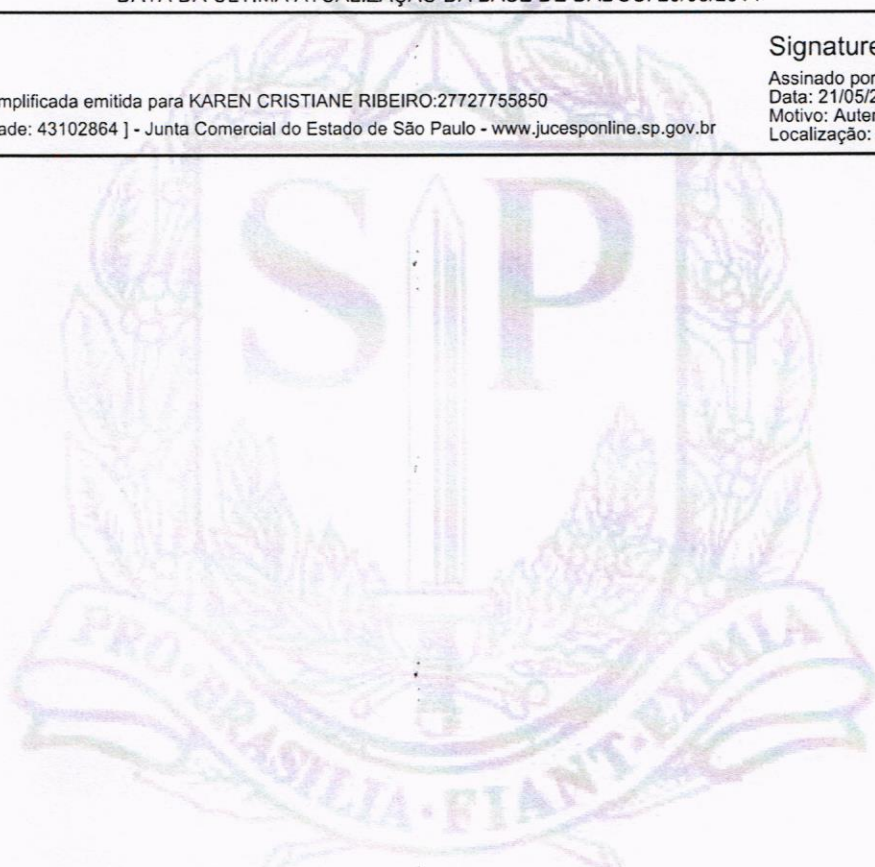 mplificada emitida para KAREN CRISTIANE RIBEIRO:27727755850
ade: 43102864 ] - Junta Comercial do Estado de São Paulo - www.jucesponline.sp.gov.br
Signature
Assinado por
Data: 21/05/2
Motivo: Auten
Localização:
S P
PRO·BRASILIA·FIANT·EXIMIA